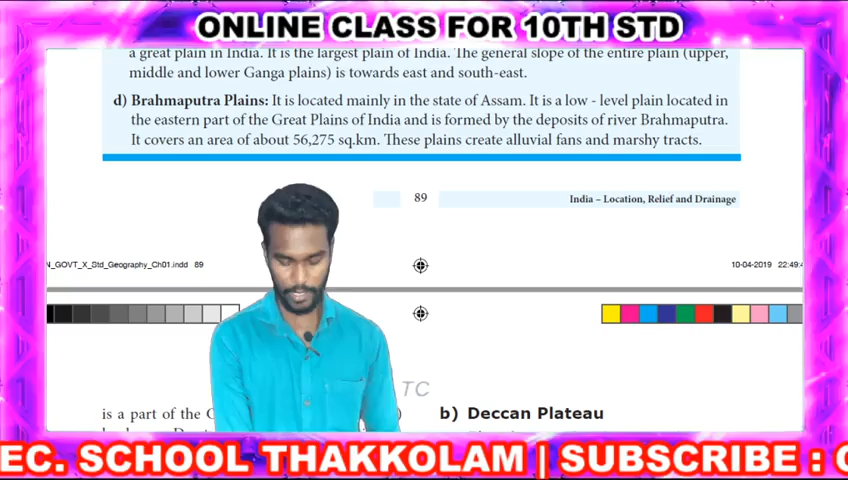 ONLINE CLASS FOR 10TH STD
a great plain in India. It is the largest plain of India. The general slope of the entire plain (upper,
middle and lower Ganga plains) is towards east and south-east.
d) Brahmaputra Plains: It is located mainly in the state of Assam. It is a low - level plain located in
the eastern part of the Great Plains of India and is formed by the deposits of river Brahmaputra.
It covers an area of about 56,275 sq.km. These plains create alluvial fans and marshy tracts.
89 India – Location, Relief and Drainage
N_GOVT_X_Std_Geography_Ch01.indd 89 10-04-2019 22:49:4
TC
is a part of the
b) Deccan Plateau
EC. SCHOOL THAKKOLAM | SUBSCRIBE :